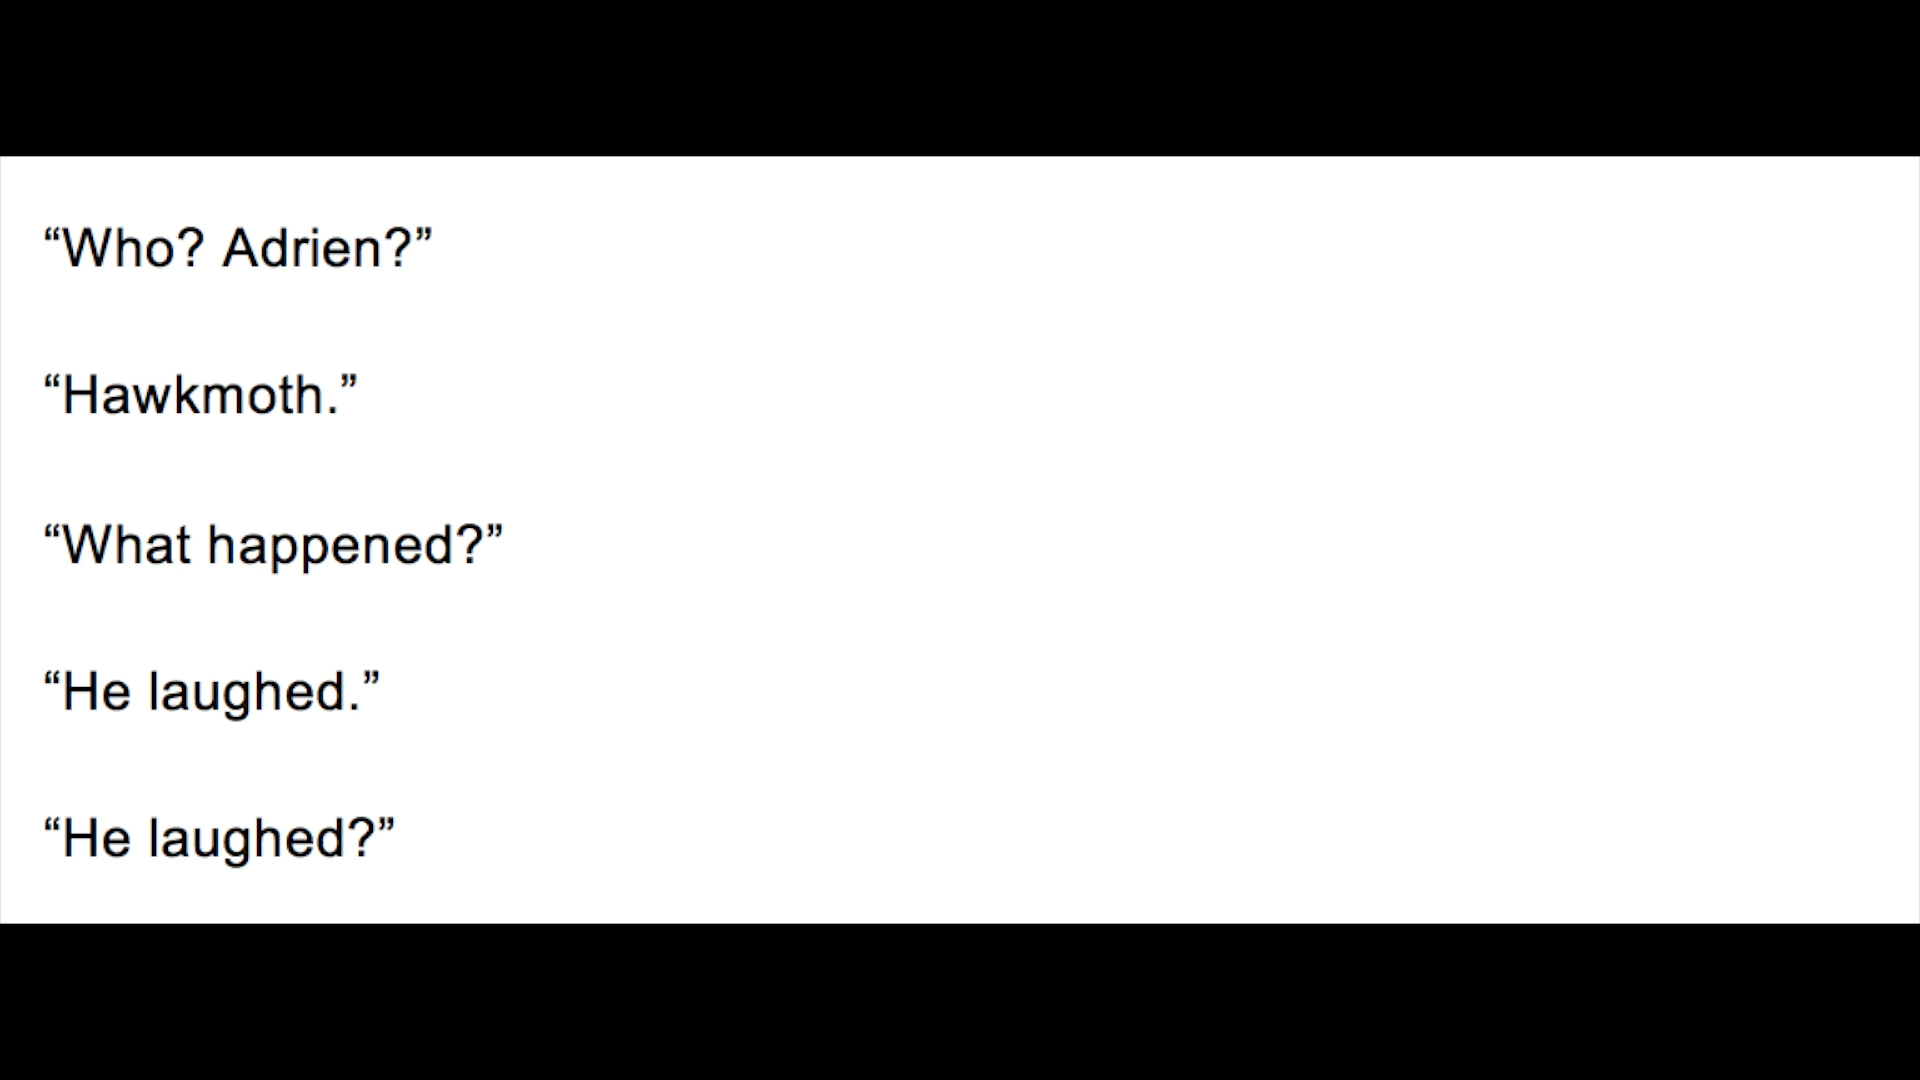 “Who? Adrien?”
“Hawkmoth.”
“What happened?”
“He laughed.”
“He laughed?”